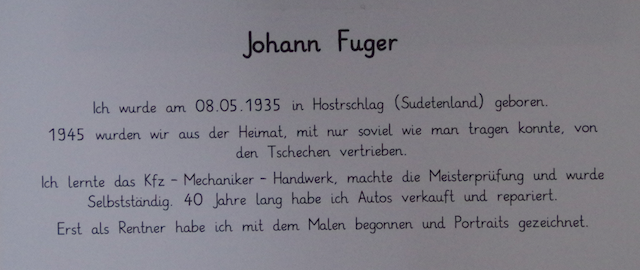 Johann Fuger
Ich wurde am 08.05.1935 in Hostrschlag (Sudetenland) geboren.
1945 wurden wir aus der Heimat, mit nur soviel wie man tragen konnte, von
den Tschechen vertrieben.
Ich lernte das Kfz - Mechaniker - Handwerk, machte die Meisterprüfung und wurde
Selbstständig. 40 Jahre lang habe ich Autos verkauft und repariert.
Erst als Rentner habe ich mit dem Malen begonnen und Portraits gezeichnet.